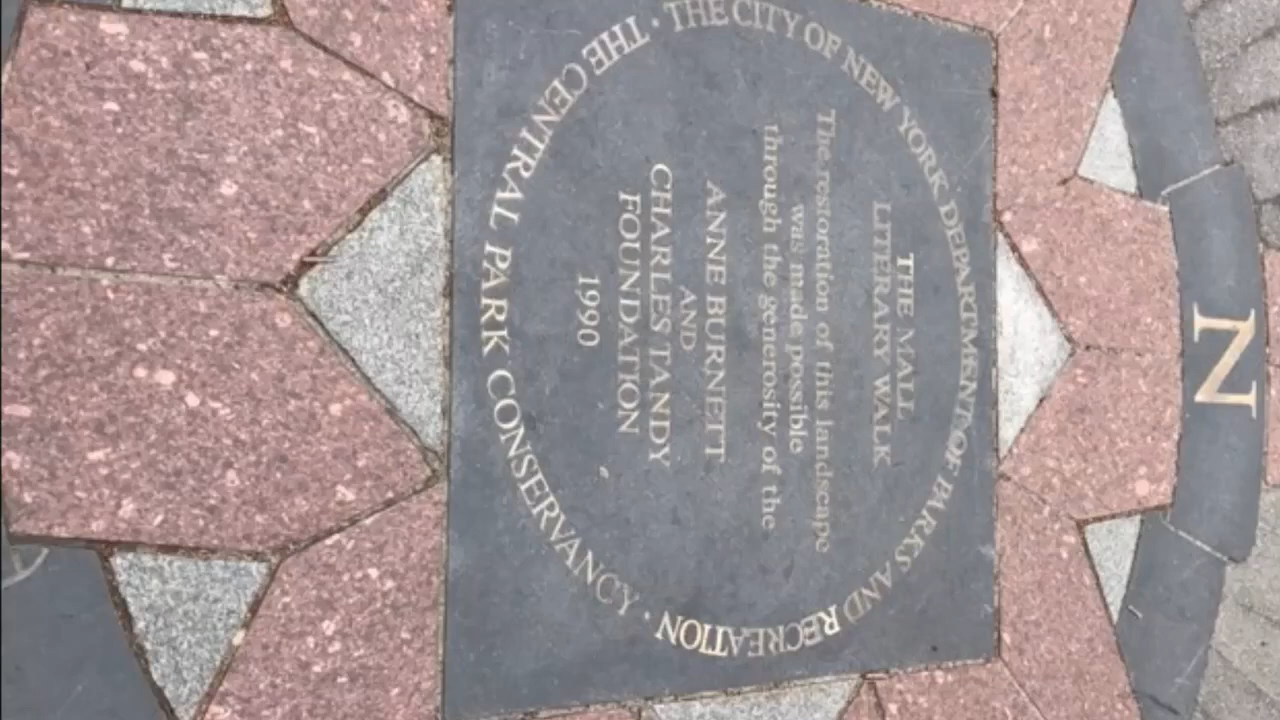 N
THE CITY OF NEW YORK DEPARTMENT OF PARKS AND RECREATION ·
THE MALL
LITERARY WALK
The restoration of this landscape
was made possible
through the generosity of the
ANNE BURNETT
AND
CHARLES TANDY
FOUNDATION
1990
THE CENTRAL PARK CONSERVANCY ·